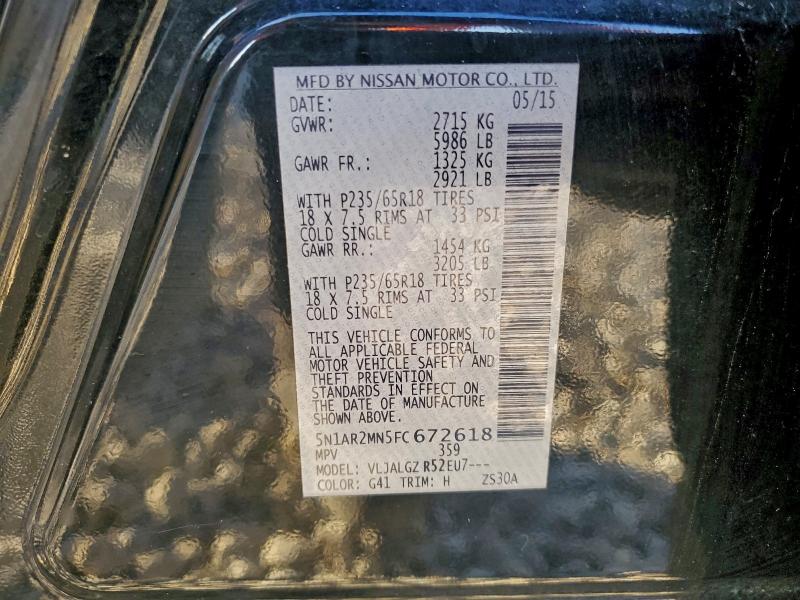 MFD BY NISSAN MOTOR CO., LTD.
DATE: 05/15
GVWR: 2715 KG
5986 LB
GAWR FR.: 1325 KG
2921 LB
WITH P235/65R18 TIRES
18 X 7.5 RIMS AT 33 PSI
COLD SINGLE
GAWR RR.: 1454 KG
3205 LB
WITH P235/65R18 TIRES
18 X 7.5 RIMS AT 33 PSI
COLD SINGLE
THIS VEHICLE CONFORMS TO
ALL APPLICABLE FEDERAL
MOTOR VEHICLE SAFETY AND
THEFT PREVENTION
STANDARDS IN EFFECT ON
THE DATE OF MANUFACTURE
SHOWN ABOVE.
5N1AR2MN5FC672618
MPV 359
MODEL: VLJALGZ R52EU7---
COLOR: G41 TRIM: H ZS30A